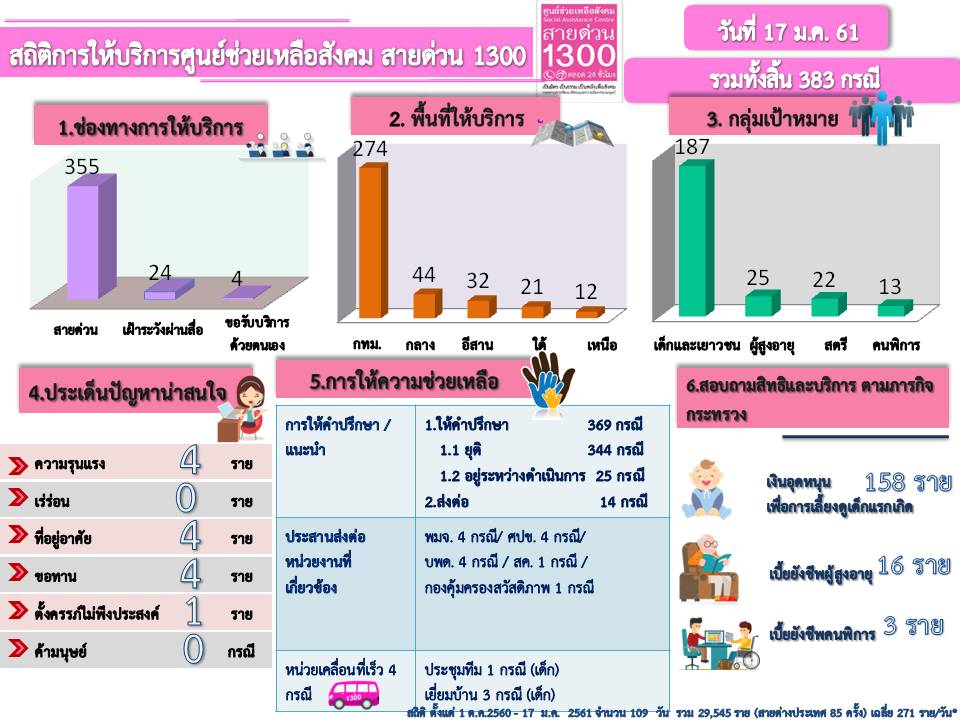 สถิติการให้บริการศูนย์ช่วยเหลือสังคม สายด่วน 1300
ศูนย์ช่วยเหลือสังคม
Social Assistance Centre
สายด่วน
1300
ตลอด 24 ชั่วโมง
วันที่ 17 ม.ค. 61
รวมทั้งสิ้น 383 กรณี
1.ช่องทางการให้บริการ
355
24
4
สายด่วน
เฝ้าระวังผ่านสื่อ
ขอรับบริการ
ด้วยตนเอง
2. พื้นที่ให้บริการ
274
44
32
21
12
กทม.
กลาง
อีสาน
ใต้
เหนือ
3. กลุ่มเป้าหมาย
187
25
22
13
เด็กและเยาวชน
ผู้สูงอายุ
สตรี
คนพิการ
4.ประเด็นปัญหาน่าสนใจ
ความรุนแรง 4 ราย
เร่ร่อน 0 ราย
ที่อยู่อาศัย 4 ราย
ขอทาน 4 ราย
ตั้งครรภ์ไม่พึงประสงค์ 1 ราย
ค้ามนุษย์ 0 กรณี
5.การให้ความช่วยเหลือ
การให้คำปรึกษา /
แนะนำ
1.ให้คำปรึกษา 369 กรณี
1.1 ยุติ 344 กรณี
1.2 อยู่ระหว่างดำเนินการ 25 กรณี
2.ส่งต่อ 14 กรณี
ประสานส่งต่อ
หน่วยงานที่
เกี่ยวข้อง
พมจ. 4 กรณี/ ศปข. 4 กรณี/
บพด. 4 กรณี / สค. 1 กรณี /
กองคุ้มครองสวัสดิภาพ 1 กรณี
หน่วยเคลื่อนที่เร็ว 4
กรณี
1300
ประชุมทีม 1 กรณี (เด็ก)
เยี่ยมบ้าน 3 กรณี (เด็ก)
6.สอบถามสิทธิและบริการ ตามภารกิจ
กระทรวง
เงินอุดหนุน 158 ราย
เพื่อการเลี้ยงดูเด็กแรกเกิด
เบี้ยยังชีพผู้สูงอายุ 16 ราย
เบี้ยยังชีพคนพิการ 3 ราย
สถิติ ตั้งแต่ 1 ต.ค.2560 - 17 ม.ค. 2561 จำนวน 109 วัน รวม 29,545 ราย (สายต่างประเทศ 85 ครั้ง) เฉลี่ย 271 ราย/วัน*